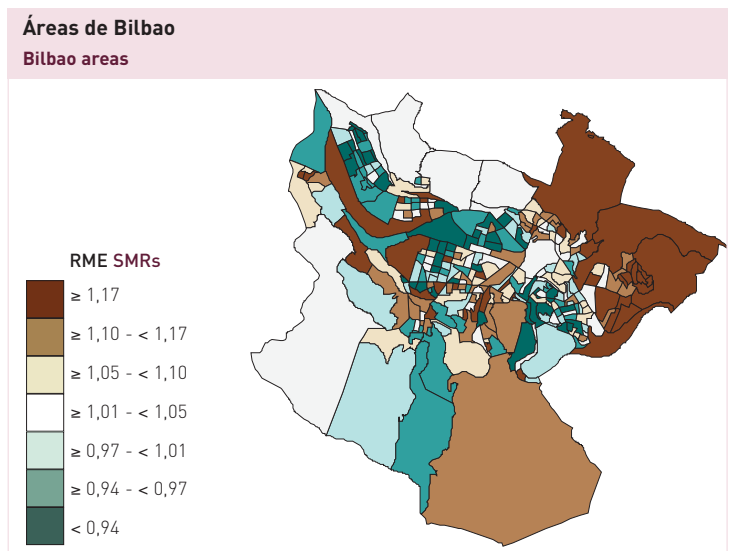 Áreas de Bilbao
Bilbao areas
RME SMRs
≥ 1,17
≥ 1,10 - < 1,17
≥ 1,05 - < 1,10
≥ 1,01 - < 1,05
≥ 0,97 - < 1,01
≥ 0,94 - < 0,97
< 0,94